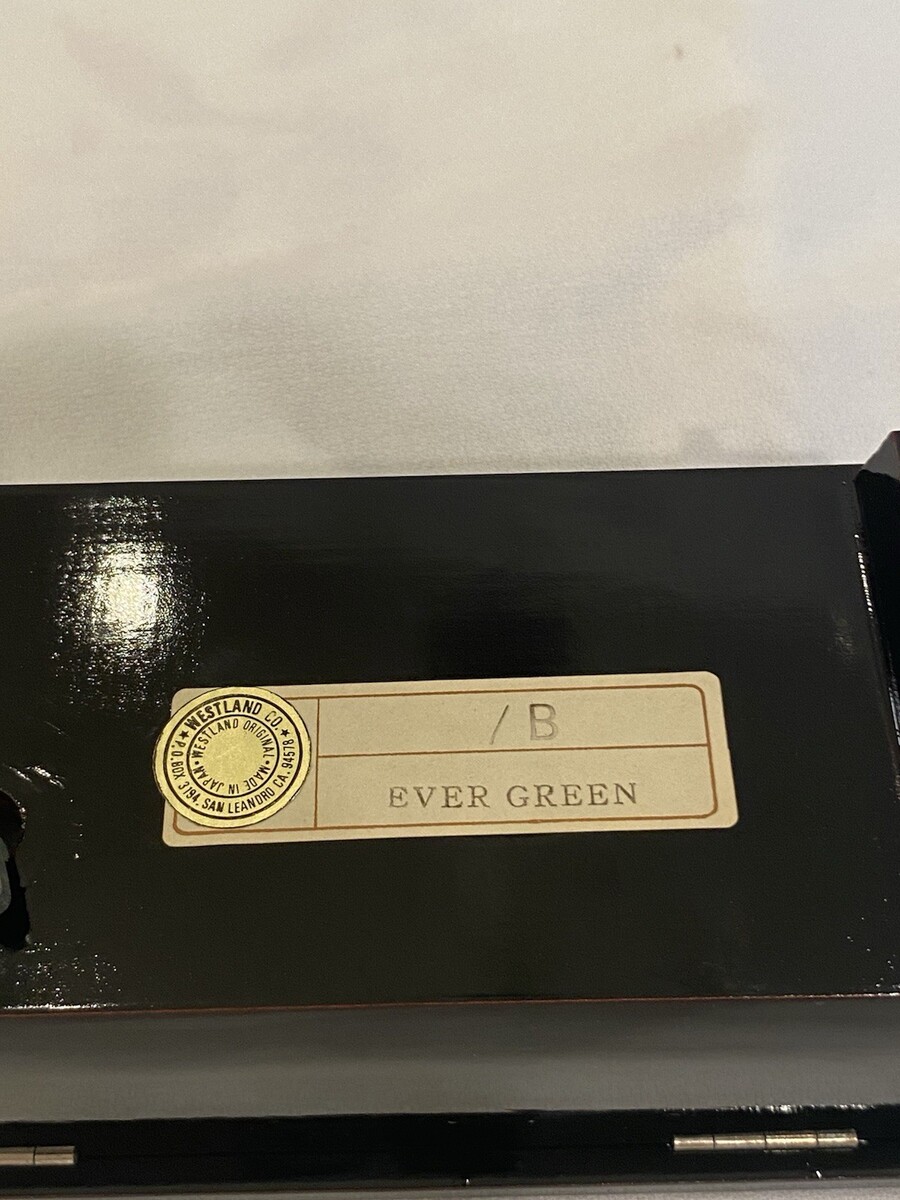 ★ WESTLAND CO. ★
P.O.BOX 3194, SAN LEANDRO CA. 94578
WESTLAND ORIGINAL
MADE IN JAPAN
/ B
EVER GREEN